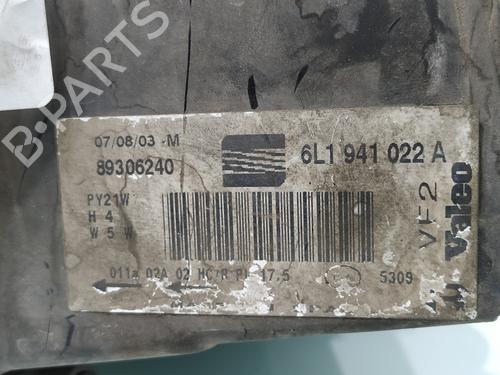 B-PARTS
07/08/03 -M
89306240
6L1 941 022 A
PY21W
H 4
W 5 W
VF2
Valeo
011a 02A 02 HC/R PL 17,5
5309